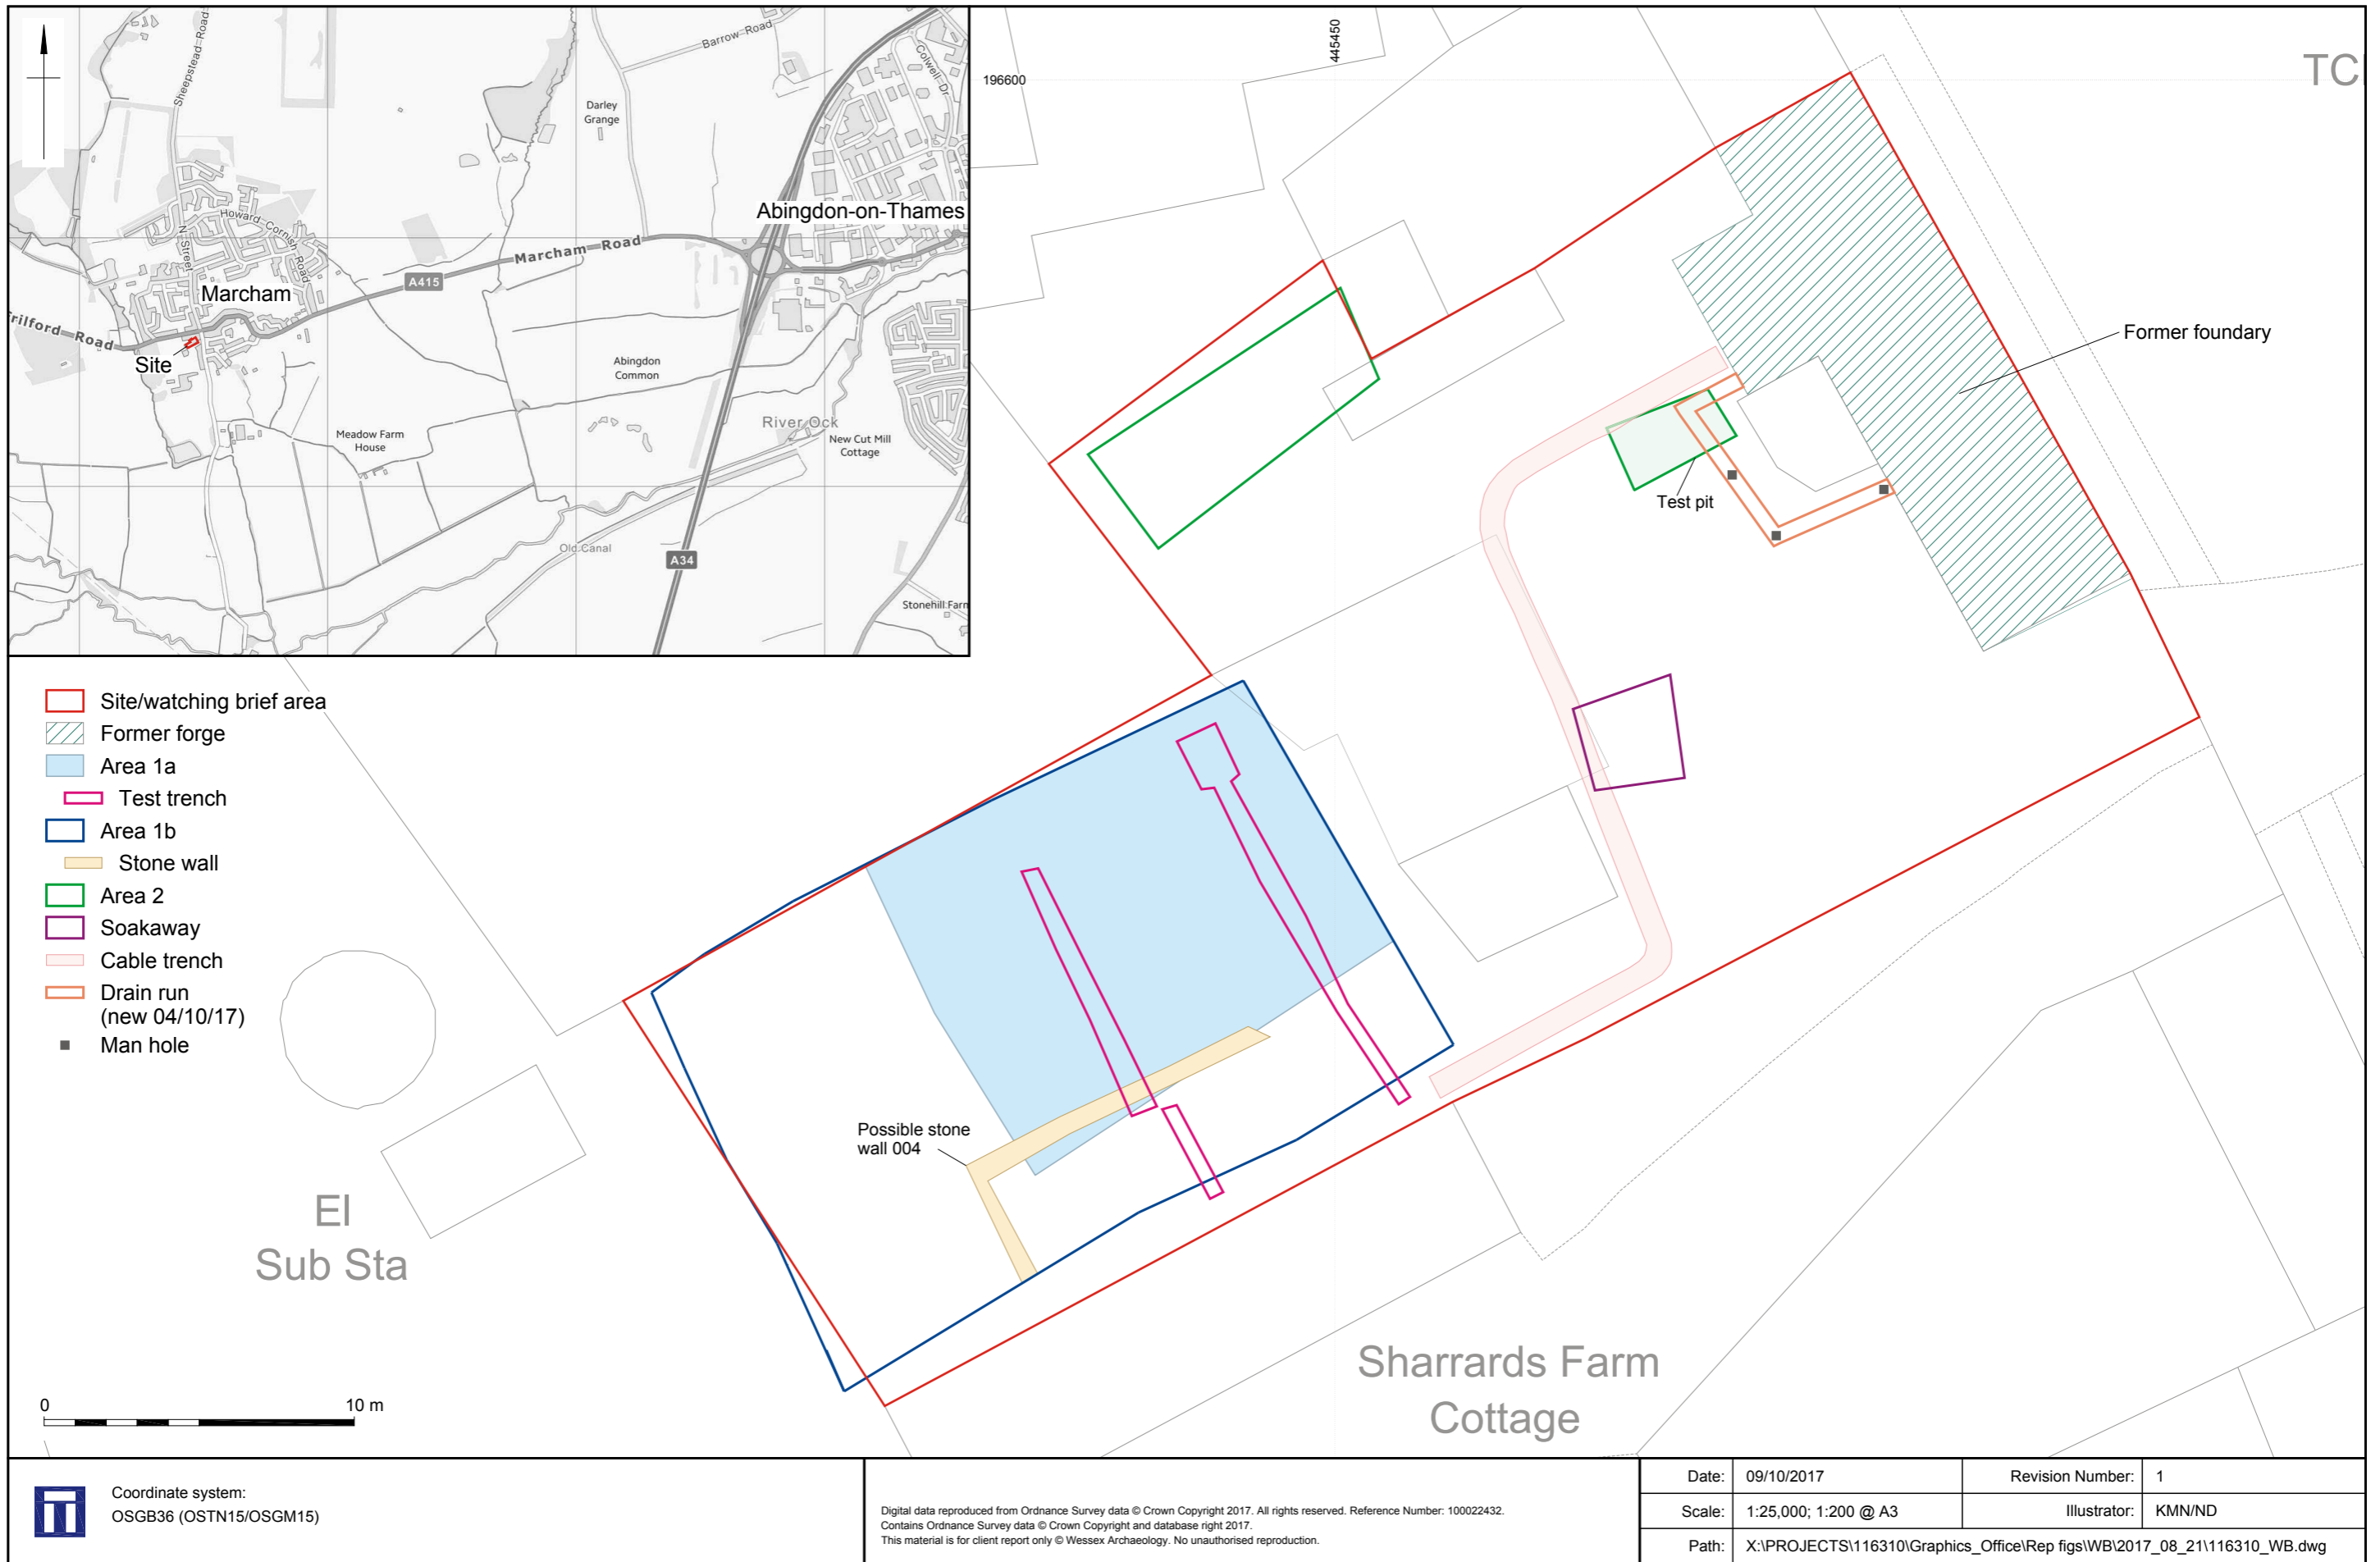 Sheepstead Road
Barrow Road
Colwell Dr
Darley
Grange
Abingdon-on-Thames
Howard Cornish Road
N Street
Marcham Road
A415
Marcham
rilford Road
Site
Abingdon
Common
River Ock
Meadow Farm
House
New Cut Mill
Cottage
Old Canal
A34
Stonehill Farm
445450
196600
TC
Former foundary
Test pit
Site/watching brief area
Former forge
Area 1a
Test trench
Area 1b
Stone wall
Area 2
Soakaway
Cable trench
Drain run
(new 04/10/17)
Man hole
Possible stone
wall 004
El
Sub Sta
Sharrards Farm
Cottage
0 10 m
Coordinate system:
OSGB36 (OSTN15/OSGM15)
Digital data reproduced from Ordnance Survey data © Crown Copyright 2017. All rights reserved. Reference Number: 100022432.
Contains Ordnance Survey data © Crown Copyright and database right 2017.
This material is for client report only © Wessex Archaeology. No unauthorised reproduction.
Date: 09/10/2017 Revision Number: 1
Scale: 1:25,000; 1:200 @ A3 Illustrator: KMN/ND
Path: X:\PROJECTS\116310\Graphics_Office\Rep figs\WB\2017_08_21\116310_WB.dwg